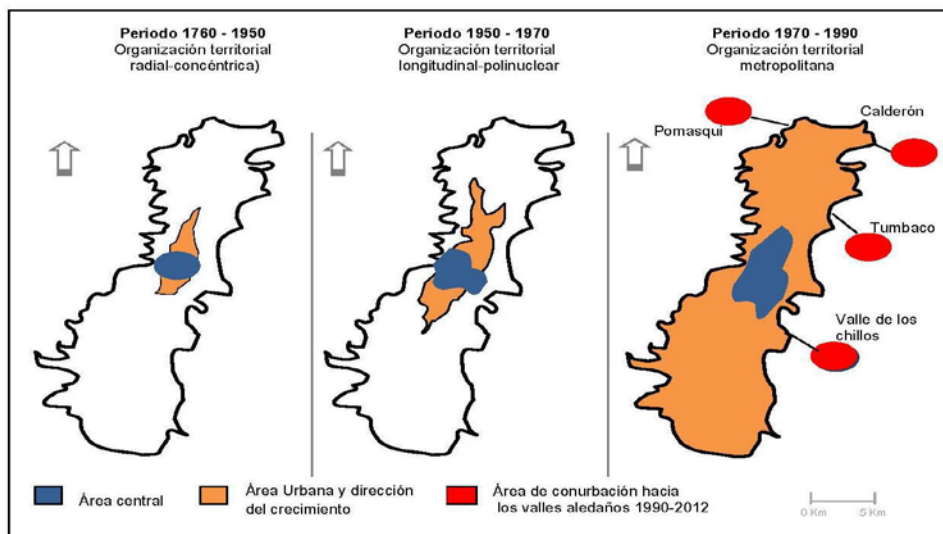 Periodo 1760 - 1950
Organización territorial
radial-concéntrica)
Periodo 1950 - 1970
Organización territorial
longitudinal-polinuclear
Periodo 1970 - 1990
Organización territorial
metropolitana
Pomasqui
Calderón
Tumbaco
Valle de los
chillos
Área central
Área Urbana y dirección
del crecimiento
Área de conurbación hacia
los valles aledaños 1990-2012
0 Km
5 Km